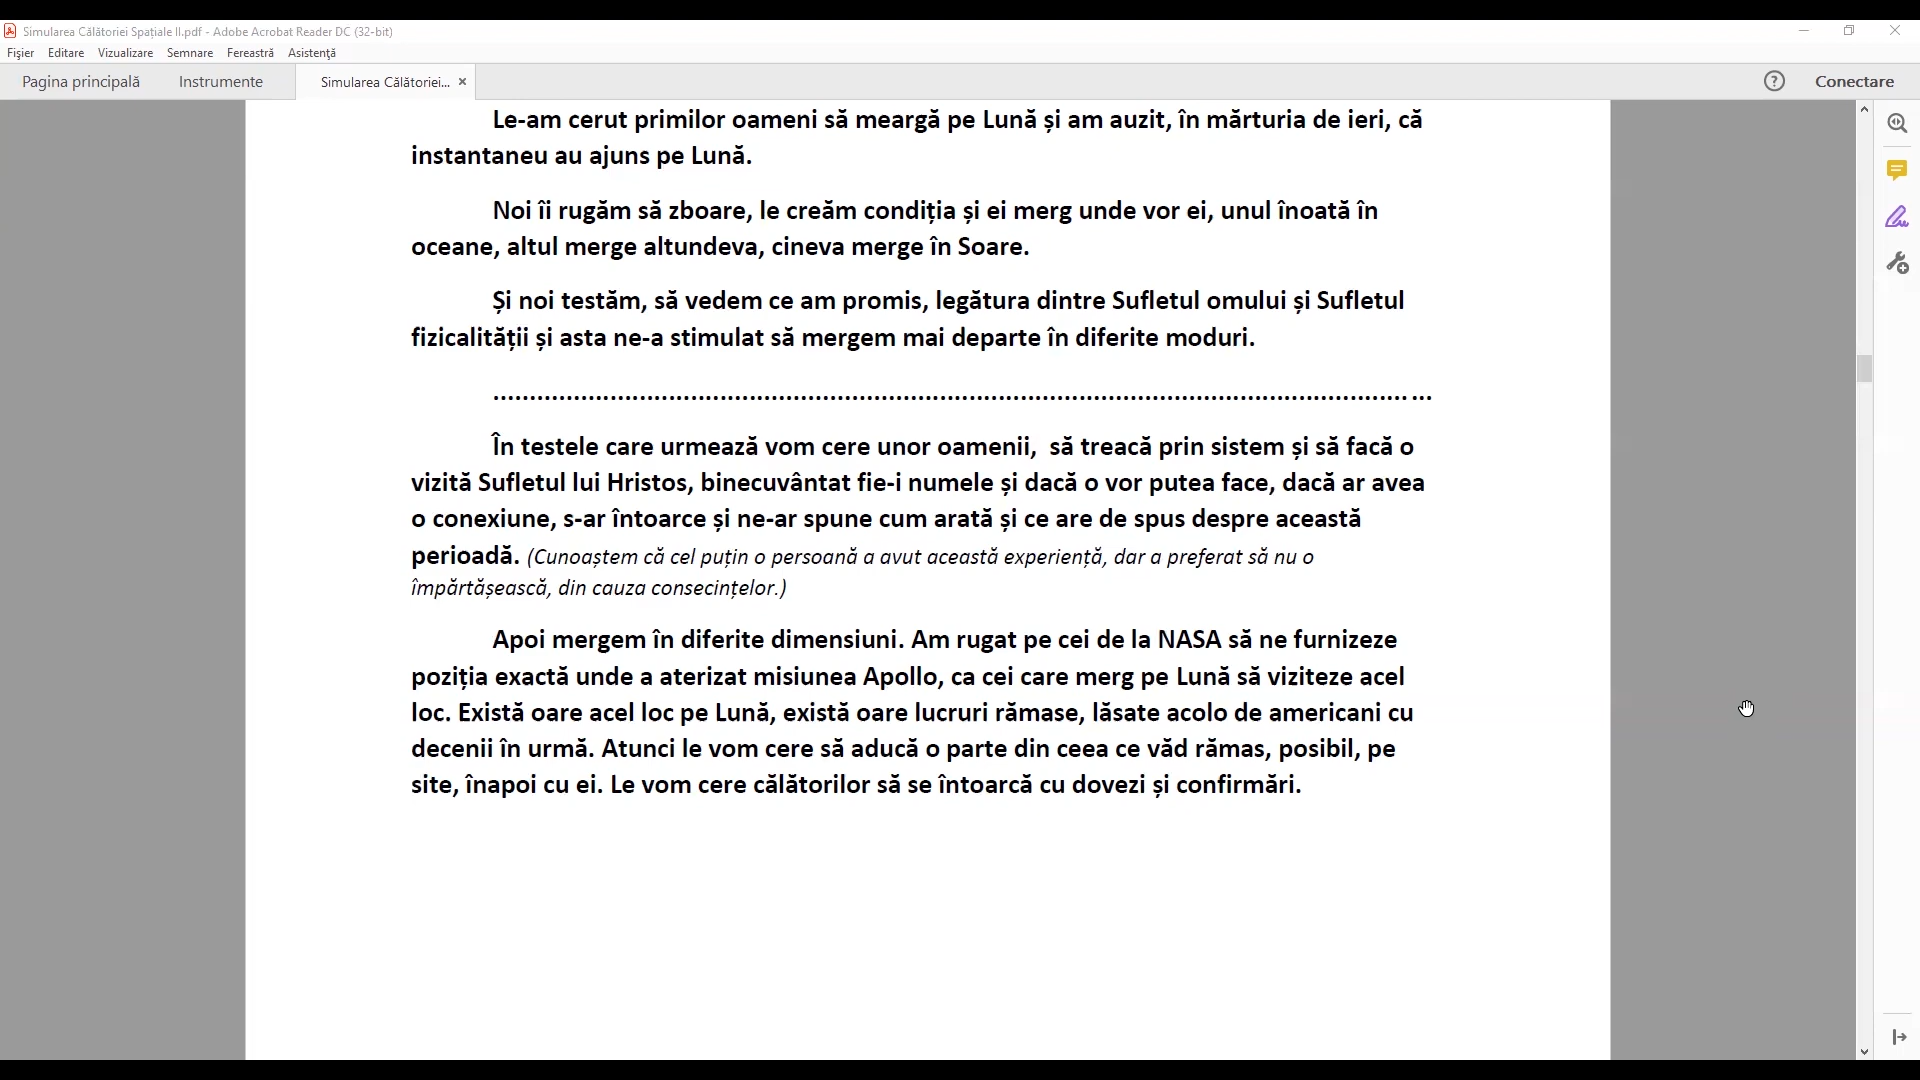 Simularea Călătoriei Spațiale II.pdf - Adobe Acrobat Reader DC (32-bit)
Fișier Editare Vizualizare Semnare Fereastră Asistență
Pagina principală Instrumente Simularea Călătoriei... × ? Conectare
Le-am cerut primilor oameni să meargă pe Lună și am auzit, în mărturia de ieri, că
instantaneu au ajuns pe Lună.
Noi îi rugăm să zboare, le creăm condiția și ei merg unde vor ei, unul înoată în
oceane, altul merge altundeva, cineva merge în Soare.
Și noi testăm, să vedem ce am promis, legătura dintre Sufletul omului și Sufletul
fizicalității și asta ne-a stimulat să mergem mai departe în diferite moduri.
....................................................................................................................................
În testele care urmează vom cere unor oamenii, să treacă prin sistem și să facă o
vizită Sufletul lui Hristos, binecuvântat fie-i numele și dacă o vor putea face, dacă ar avea
o conexiune, s-ar întoarce și ne-ar spune cum arată și ce are de spus despre această
perioadă. (Cunoaștem că cel puțin o persoană a avut această experiență, dar a preferat să nu o
împărtășească, din cauza consecințelor.)
Apoi mergem în diferite dimensiuni. Am rugat pe cei de la NASA să ne furnizeze
poziția exactă unde a aterizat misiunea Apollo, ca cei care merg pe Lună să viziteze acel
loc. Există oare acel loc pe Lună, există oare lucruri rămase, lăsate acolo de americani cu
decenii în urmă. Atunci le vom cere să aducă o parte din ceea ce văd rămas, posibil, pe
site, înapoi cu ei. Le vom cere călătorilor să se întoarcă cu dovezi și confirmări.